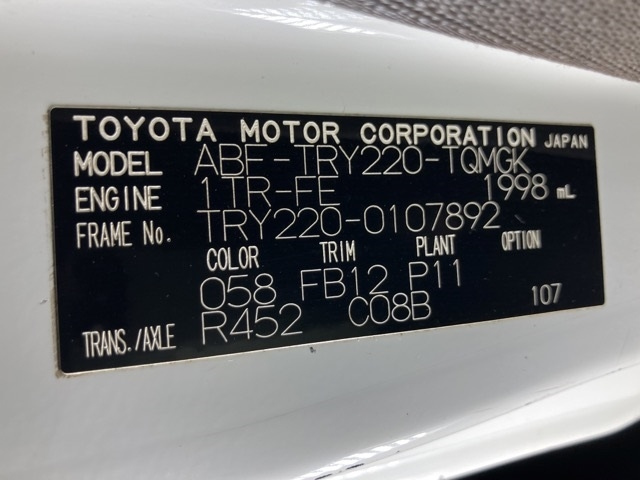 TOYOTA MOTOR CORPORATION JAPAN
MODEL ABF-TRY220-TQMGK
ENGINE 1TR-FE 1998 mL
FRAME No. TRY220-0107892
COLOR TRIM PLANT OPTION
058 FB12 P11
TRANS./AXLE R452 C08B 107